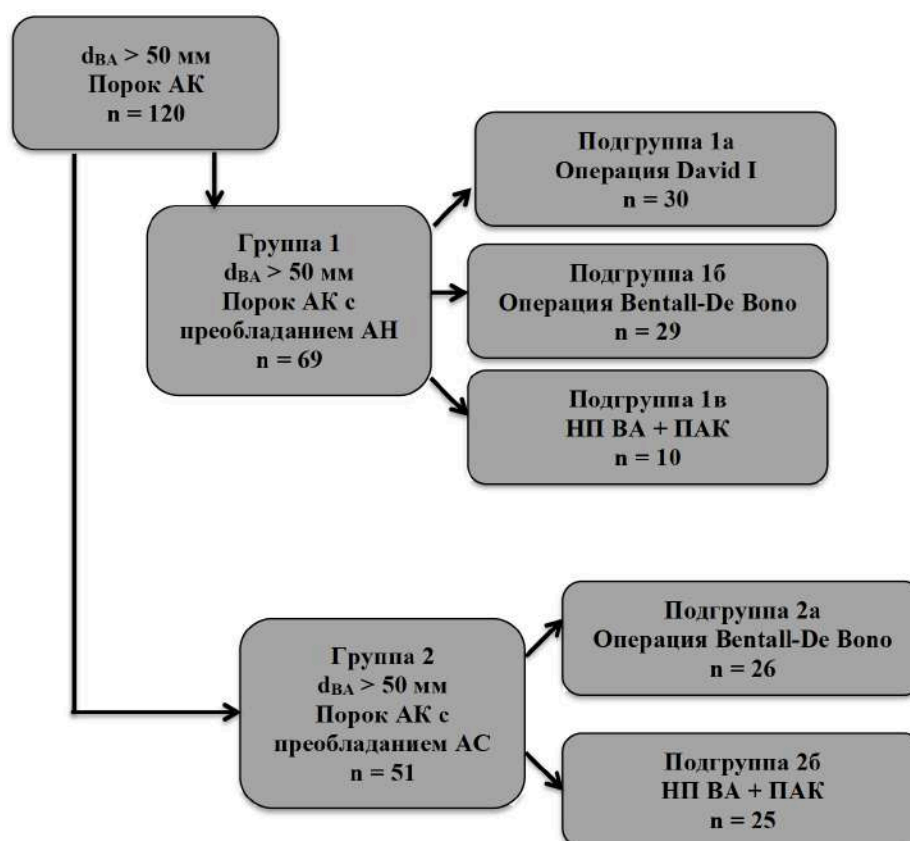 dВА > 50 мм
Порок АК
n = 120
Группа 1
dВА > 50 мм
Порок АК с
преобладанием АН
n = 69
Подгруппа 1а
Операция David I
n = 30
Подгруппа 1б
Операция Bentall-De Bono
n = 29
Подгруппа 1в
НП ВА + ПАК
n = 10
Группа 2
dВА > 50 мм
Порок АК с
преобладанием АС
n = 51
Подгруппа 2а
Операция Bentall-De Bono
n = 26
Подгруппа 2б
НП ВА + ПАК
n = 25